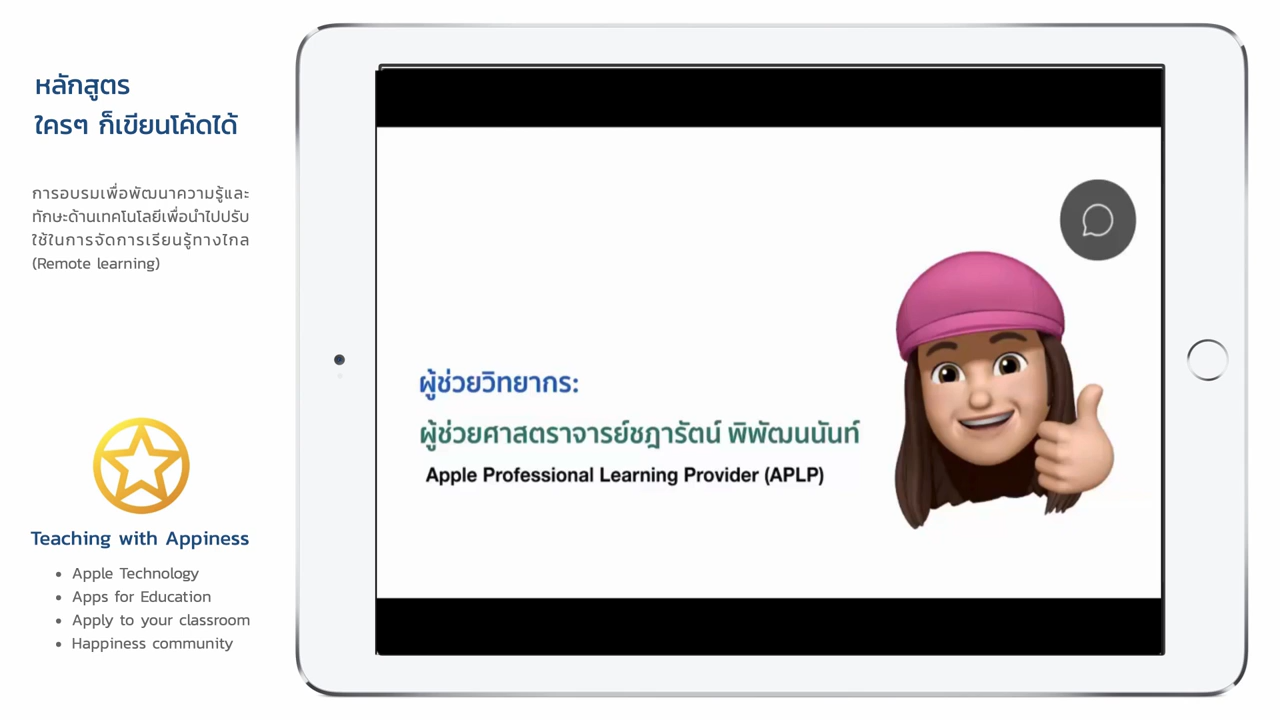 หลักสูตร
ใครๆ ก็เขียนโค้ดได้
การอบรมเพื่อพัฒนาความรู้และ
ทักษะด้านเทคโนโลยีเพื่อนำไปปรับ
ใช้ในการจัดการเรียนรู้ทางไกล
(Remote learning)
Teaching with Appiness
• Apple Technology
• Apps for Education
• Apply to your classroom
• Happiness community
ผู้ช่วยวิทยากร:
ผู้ช่วยศาสตราจารย์ชฎารัตน์ พิพัฒนนันท์
Apple Professional Learning Provider (APLP)